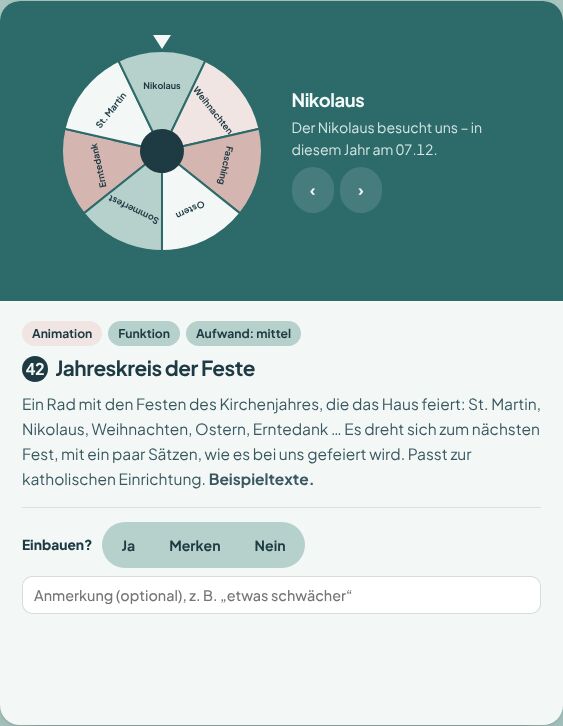 Nikolaus
Weihnachten
Fasching
Ostern
Sommerfest
Erntedank
St. Martin
Nikolaus
Der Nikolaus besucht uns – in
diesem Jahr am 07.12.
‹ ›
Animation Funktion Aufwand: mittel
42 Jahreskreis der Feste
Ein Rad mit den Festen des Kirchenjahres, die das Haus feiert: St. Martin,
Nikolaus, Weihnachten, Ostern, Erntedank … Es dreht sich zum nächsten
Fest, mit ein paar Sätzen, wie es bei uns gefeiert wird. Passt zur
katholischen Einrichtung. Beispieltexte.
Einbauen? Ja Merken Nein
Anmerkung (optional), z. B. „etwas schwächer“